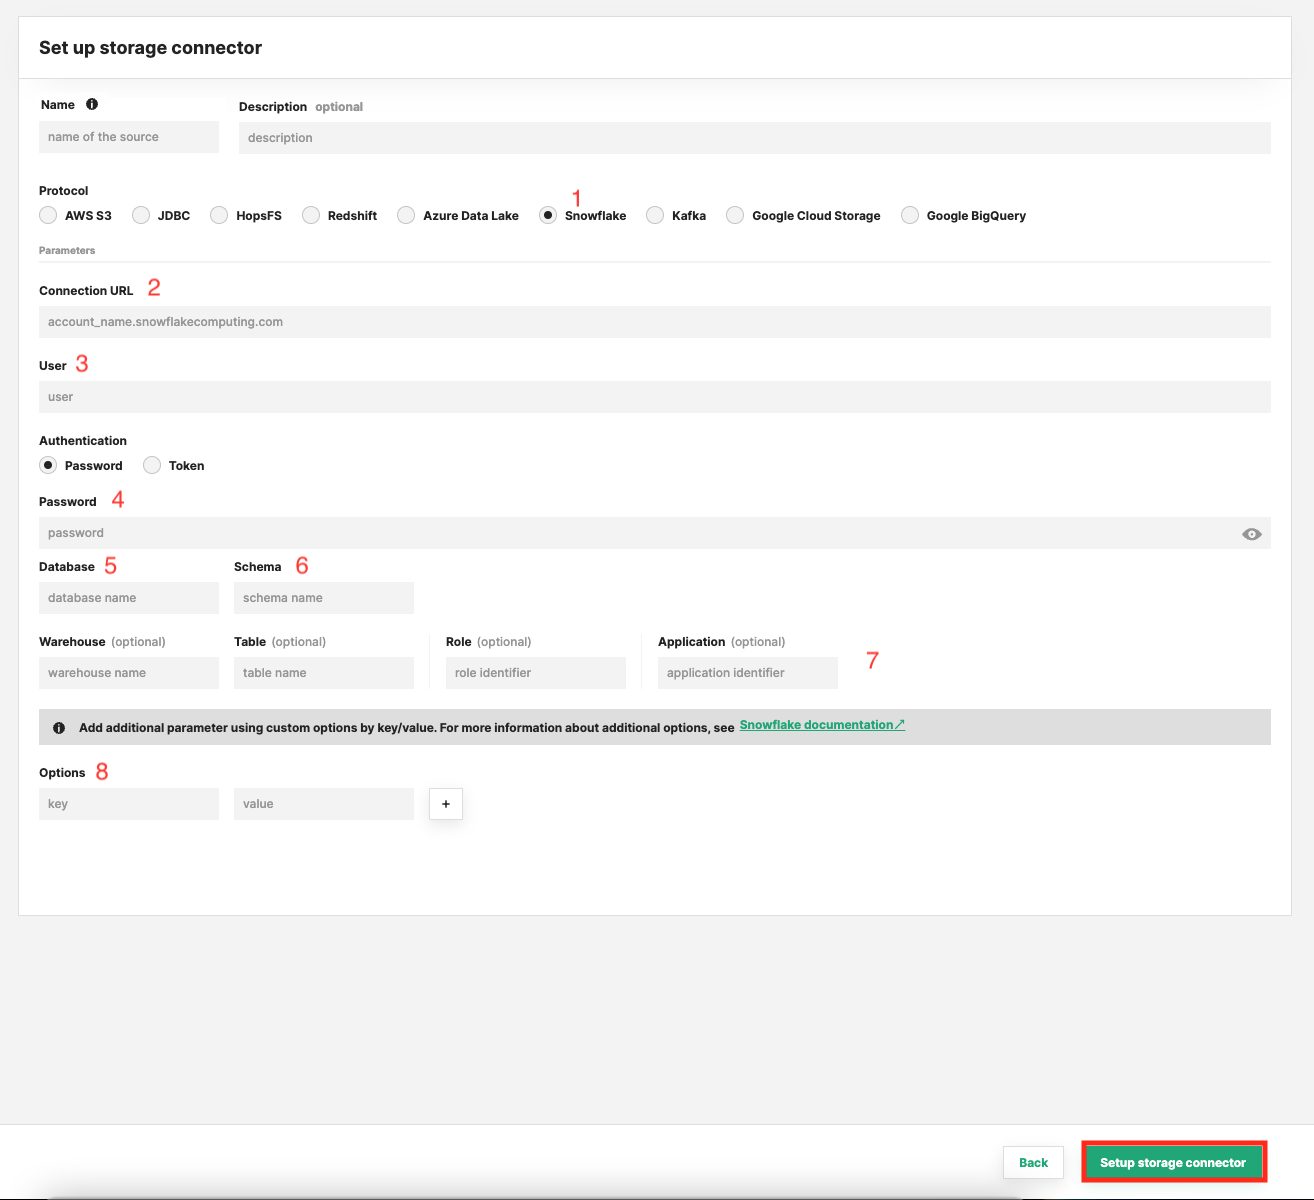 Set up storage connector
Name
Description optional
name of the source
description
Protocol
1
AWS S3 JDBC HopsFS Redshift Azure Data Lake Snowflake Kafka Google Cloud Storage Google BigQuery
Parameters
Connection URL 2
account_name.snowflakecomputing.com
User 3
user
Authentication
Password Token
Password 4
password
Database 5 Schema 6
database name schema name
Warehouse (optional) Table (optional) Role (optional) Application (optional)
7
warehouse name table name role identifier application identifier
Add additional parameter using custom options by key/value. For more information about additional options, see Snowflake documentation↗
Options 8
key value +
Back Setup storage connector